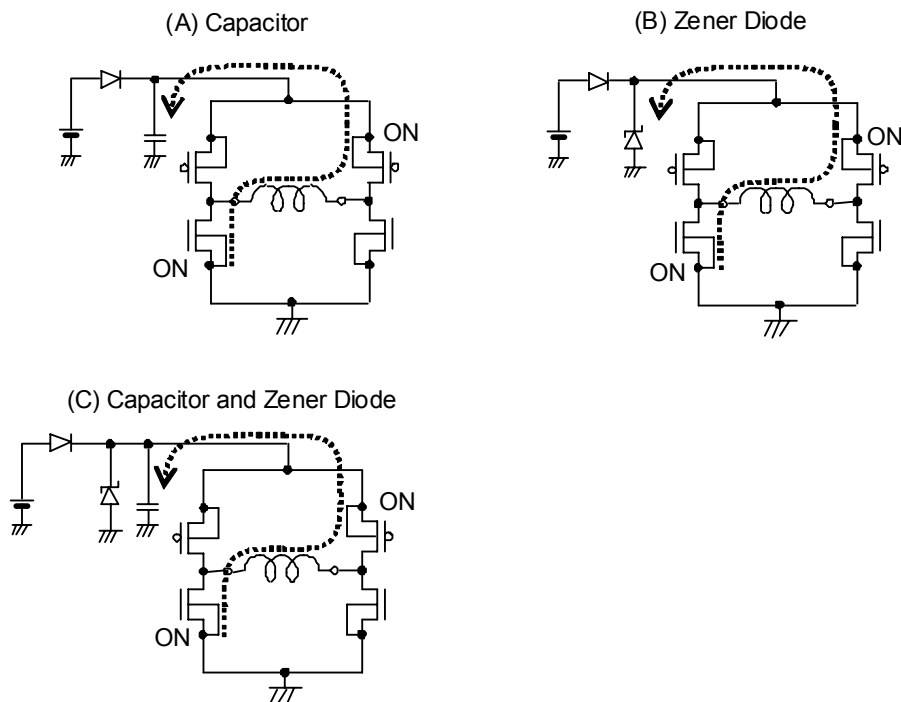 (A) Capacitor
(B) Zener Diode
ON
ON
ON
ON
(C) Capacitor and Zener Diode
ON
ON